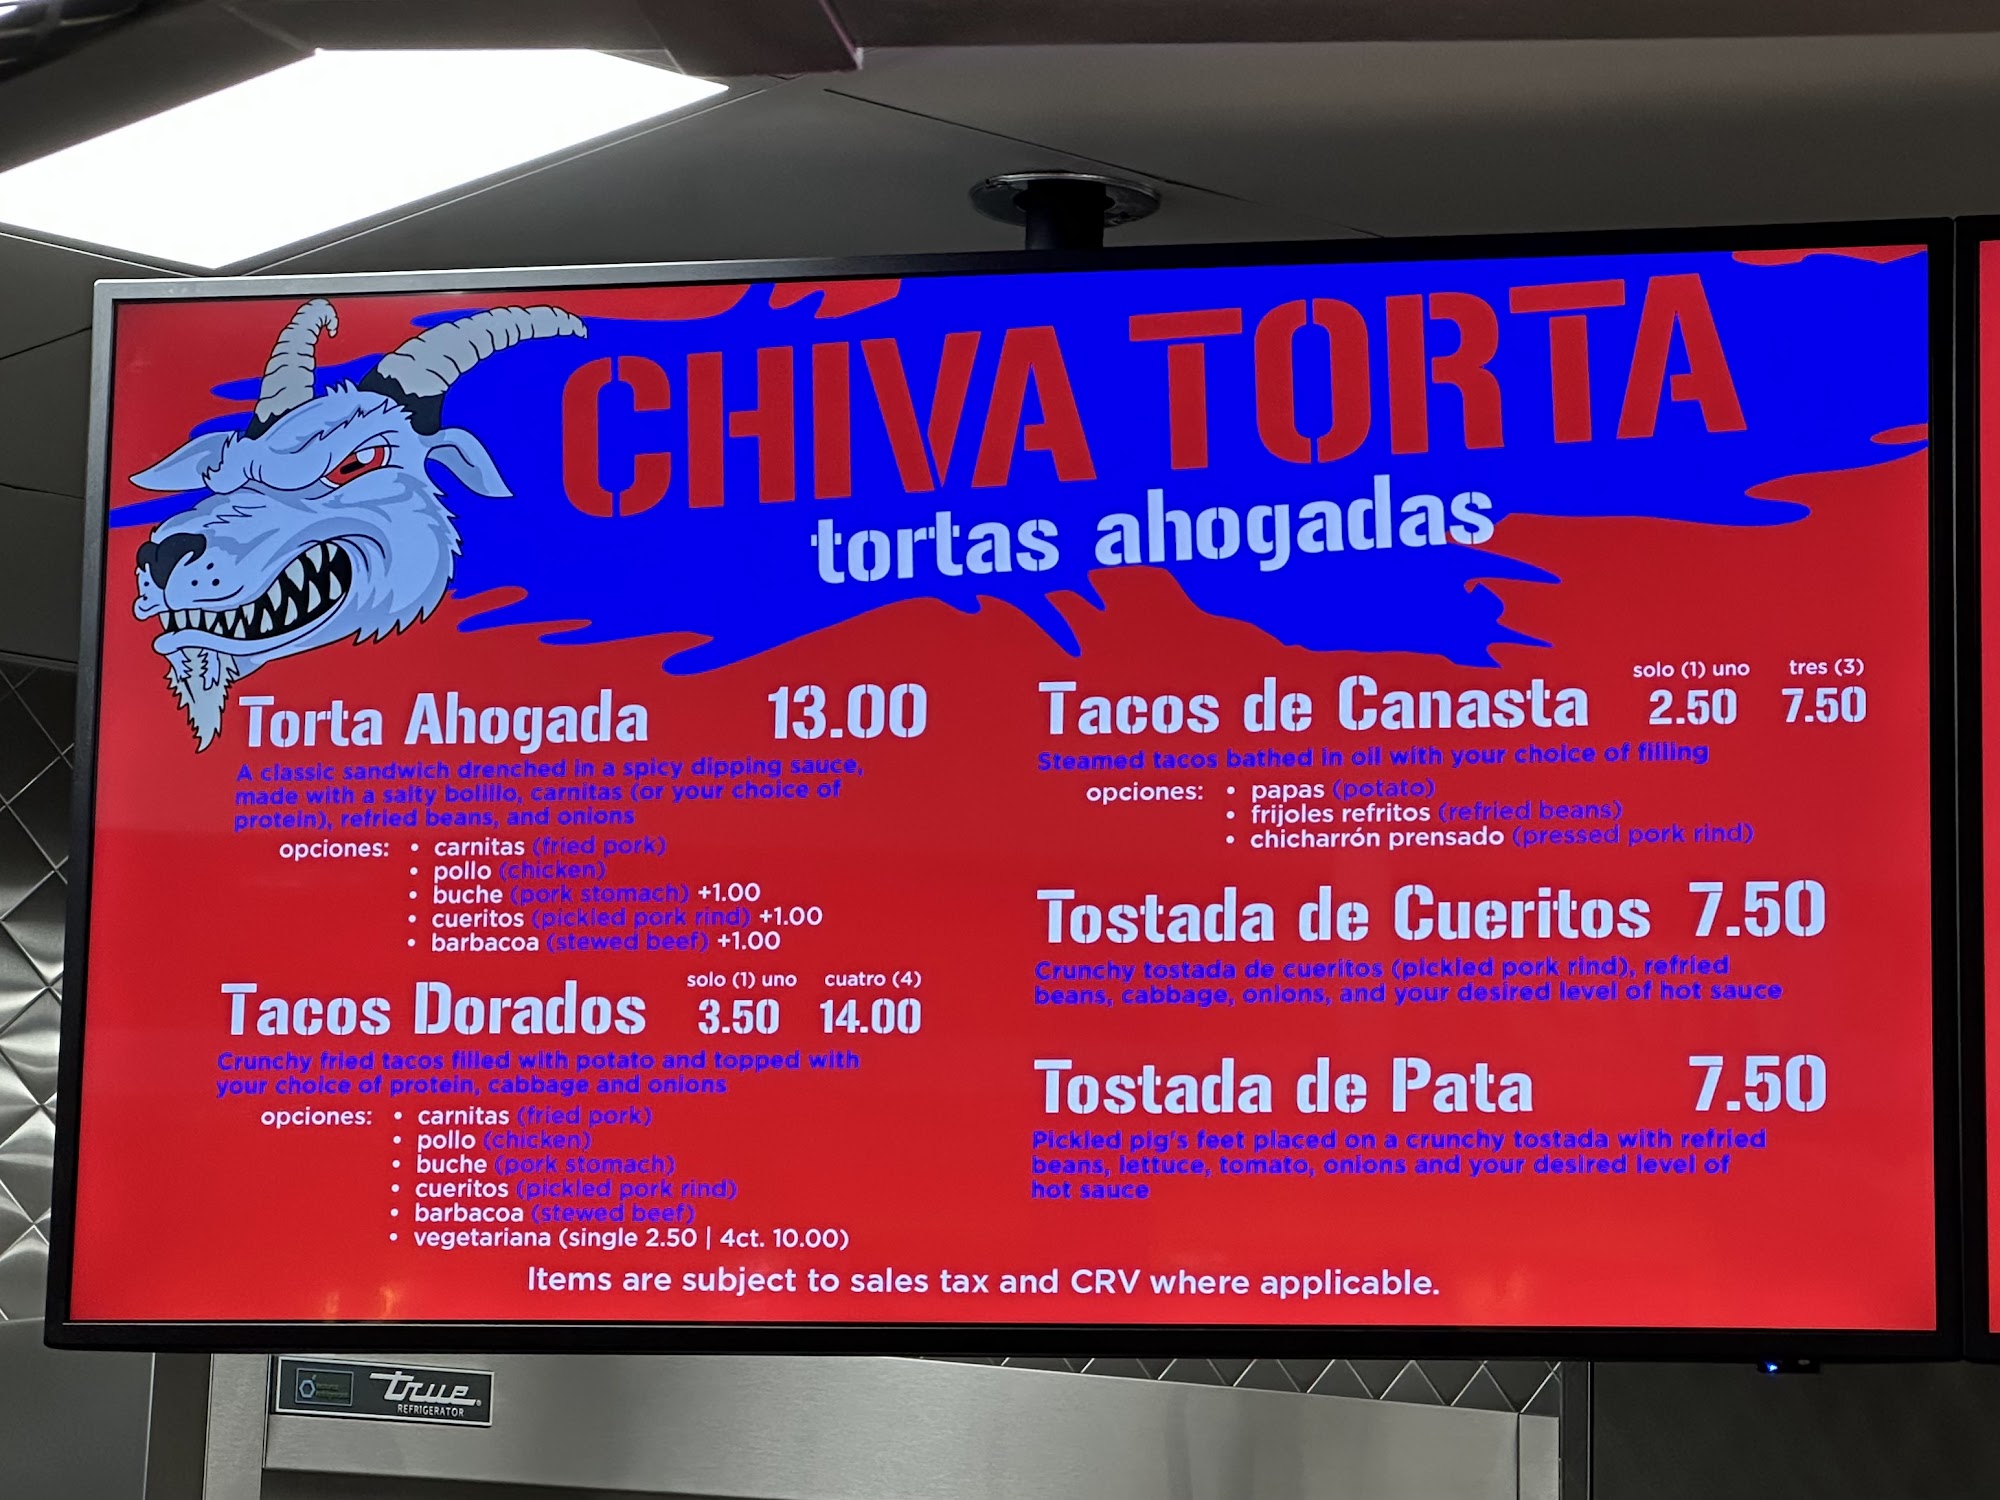 CHIVA TORTA
tortas ahogadas
Torta Ahogada 13.00
A classic sandwich drenched in a spicy dipping sauce,
made with a salty bolillo, carnitas (or your choice of
protein), refried beans, and onions
opciones: • carnitas (fried pork)
• pollo (chicken)
• buche (pork stomach) +1.00
• cueritos (pickled pork rind) +1.00
• barbacoa (stewed beef) +1.00
solo (1) uno cuatro (4)
Tacos Dorados 3.50 14.00
Crunchy fried tacos filled with potato and topped with
your choice of protein, cabbage and onions
opciones: • carnitas (fried pork)
• pollo (chicken)
• buche (pork stomach)
• cueritos (pickled pork rind)
• barbacoa (stewed beef)
• vegetariana (single 2.50 | 4ct. 10.00)
solo (1) uno tres (3)
Tacos de Canasta 2.50 7.50
Steamed tacos bathed in oil with your choice of filling
opciones: • papas (potato)
• frijoles refritos (refried beans)
• chicharrón prensado (pressed pork rind)
Tostada de Cueritos 7.50
Crunchy tostada de cueritos (pickled pork rind), refried
beans, cabbage, onions, and your desired level of hot sauce
Tostada de Pata 7.50
Pickled pig's feet placed on a crunchy tostada with refried
beans, lettuce, tomato, onions and your desired level of
hot sauce
Items are subject to sales tax and CRV where applicable.
true
REFRIGERATOR